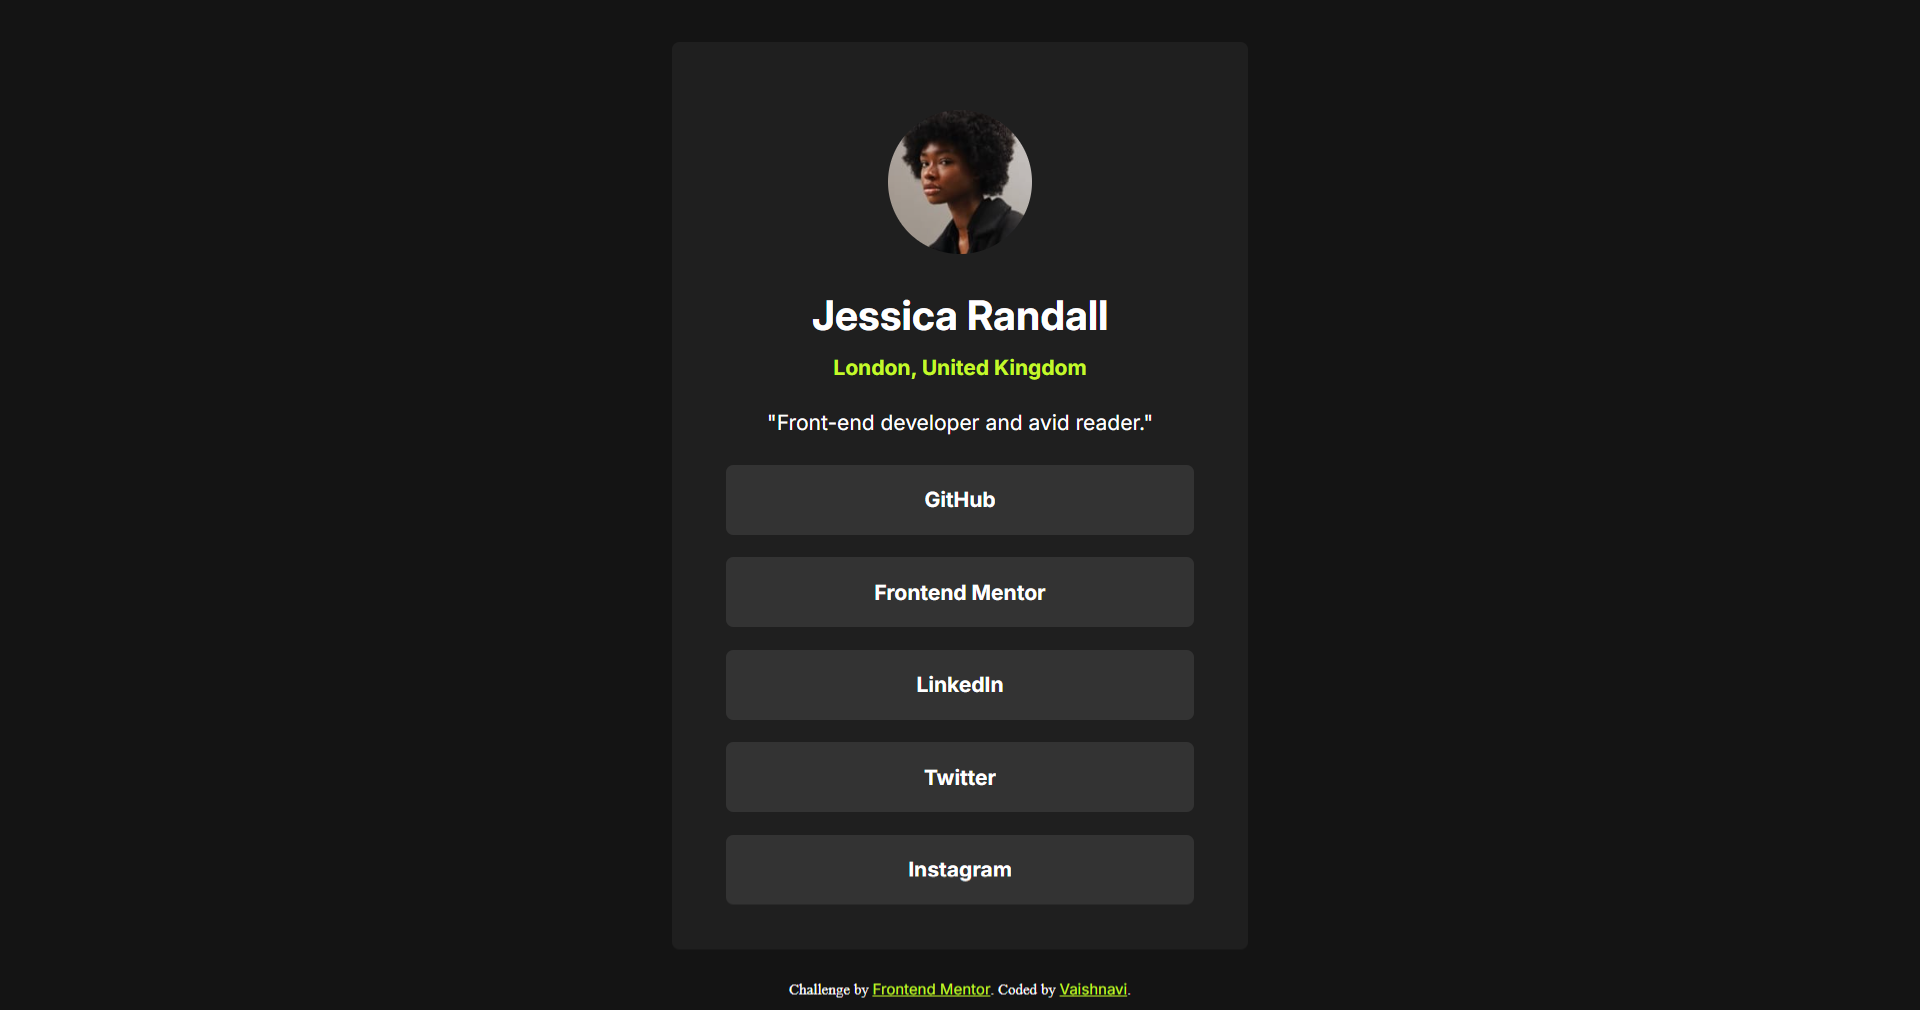 Jessica Randall
London, United Kingdom
"Front-end developer and avid reader."
GitHub
Frontend Mentor
LinkedIn
Twitter
Instagram
Challenge by Frontend Mentor. Coded by Vaishnavi.